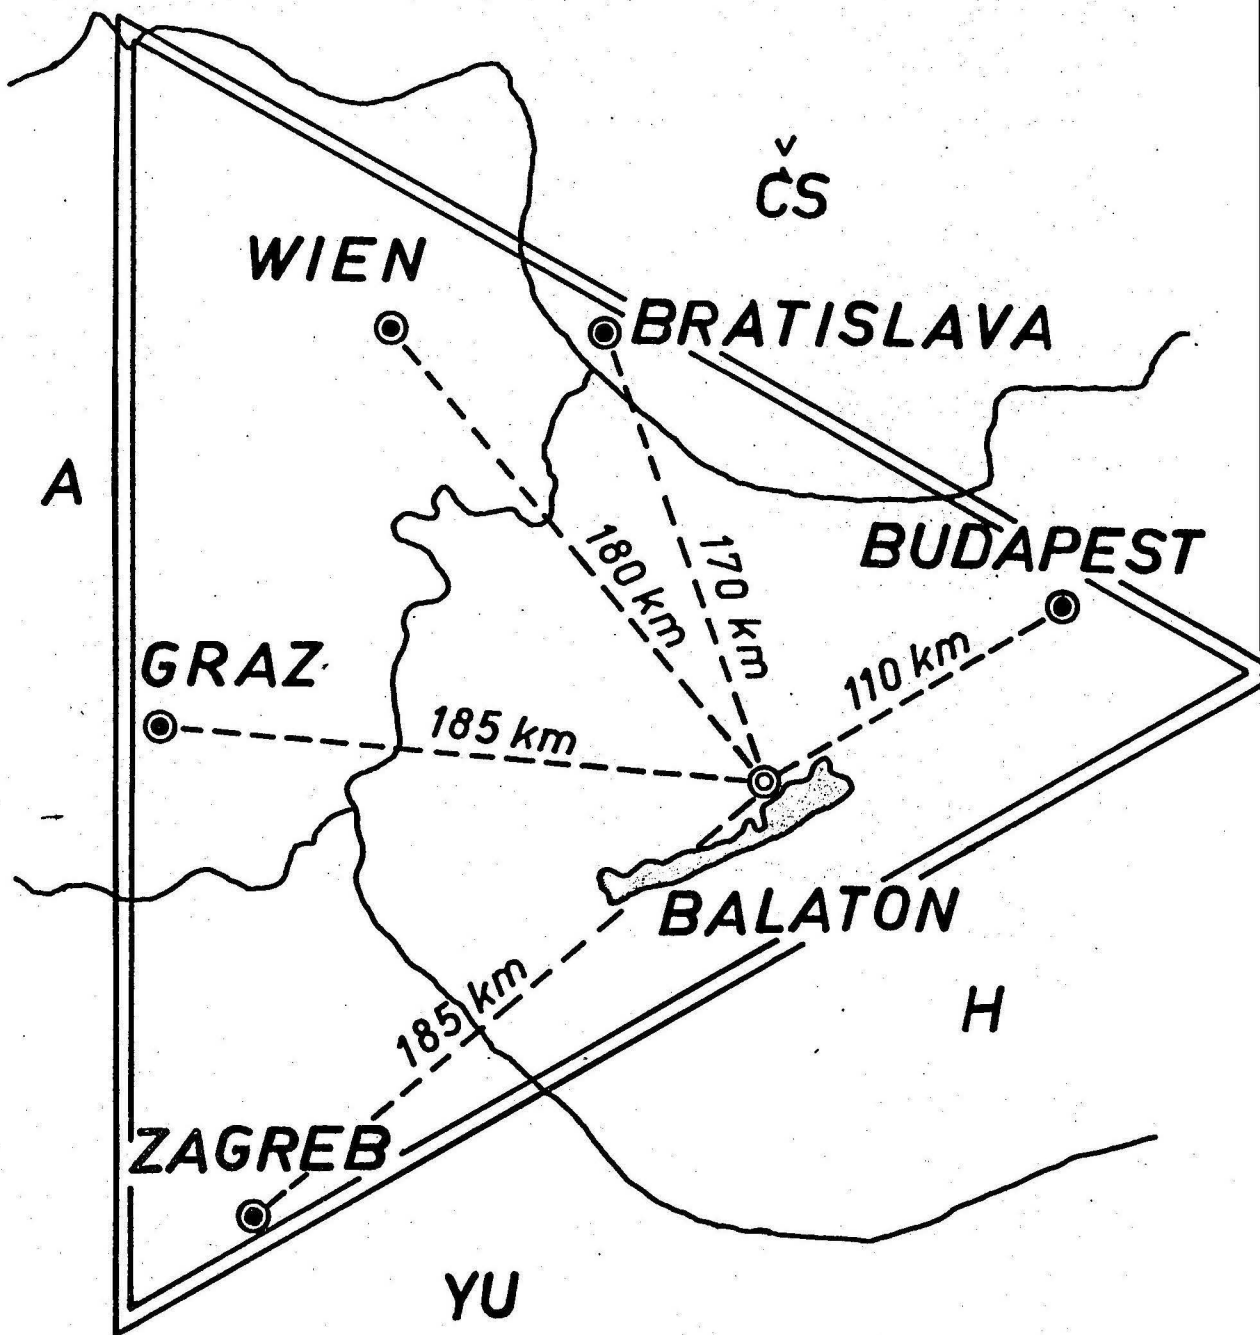 ČS
WIEN
BRATISLAVA
A
BUDAPEST
180 km
170 km
110 km
GRAZ
185 km
BALATON
185 km
H
ZAGREB
YU